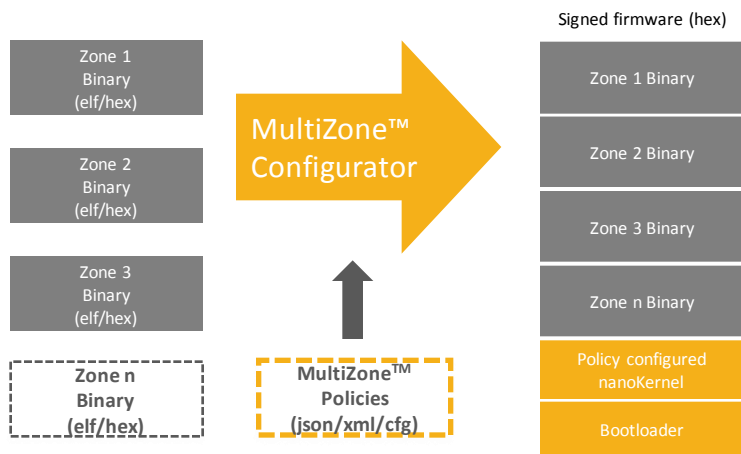 Zone 1
Binary
(elf/hex)
Zone 2
Binary
(elf/hex)
Zone 3
Binary
(elf/hex)
Zone n
Binary
(elf/hex)
MultiZone™
Configurator
MultiZone™
Policies
(json/xml/cfg)
Signed firmware (hex)
Zone 1 Binary
Zone 2 Binary
Zone 3 Binary
Zone n Binary
Policy configured
nanoKernel
Bootloader